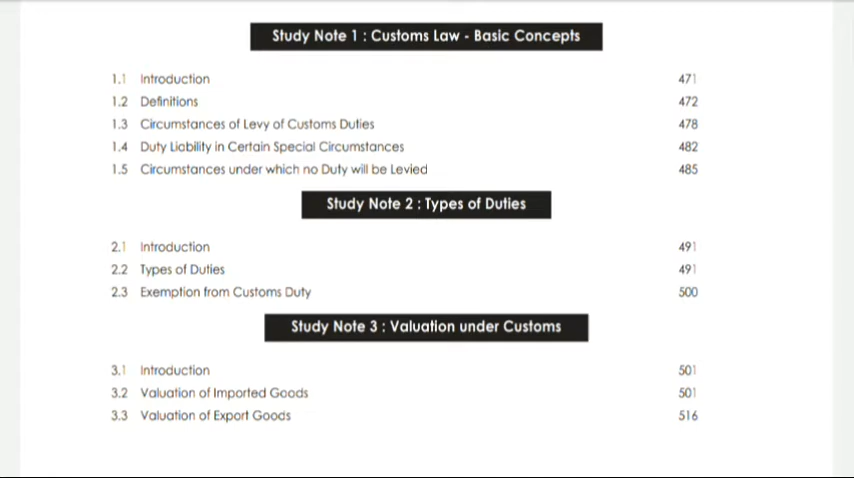 Study Note 1 : Customs Law - Basic Concepts
1.1 Introduction 471
1.2 Definitions 472
1.3 Circumstances of Levy of Customs Duties 478
1.4 Duty Liability in Certain Special Circumstances 482
1.5 Circumstances under which no Duty will be Levied 485
Study Note 2 : Types of Duties
2.1 Introduction 491
2.2 Types of Duties 491
2.3 Exemption from Customs Duty 500
Study Note 3 : Valuation under Customs
3.1 Introduction 501
3.2 Valuation of Imported Goods 501
3.3 Valuation of Export Goods 516